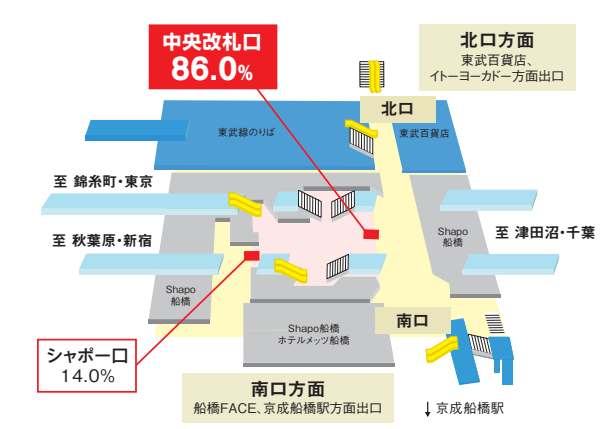 中央改札口
86.0%
北口方面
東武百貨店、
イトーヨーカドー方面出口
北口
東武線のりば
東武百貨店
至 錦糸町・東京
至 秋葉原・新宿
Shapo
船橋
至 津田沼・千葉
Shapo
船橋
Shapo船橋
ホテルメッツ船橋
南口
シャポー口
14.0%
南口方面
船橋FACE、京成船橋駅方面出口
↓京成船橋駅